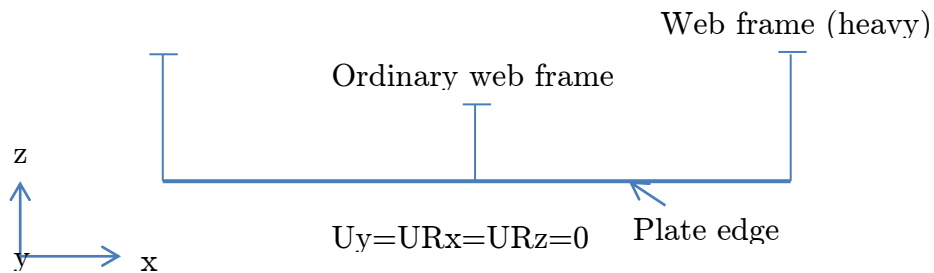 Web frame (heavy)
Ordinary web frame
z
Uy=URx=URz=0
Plate edge
y
x